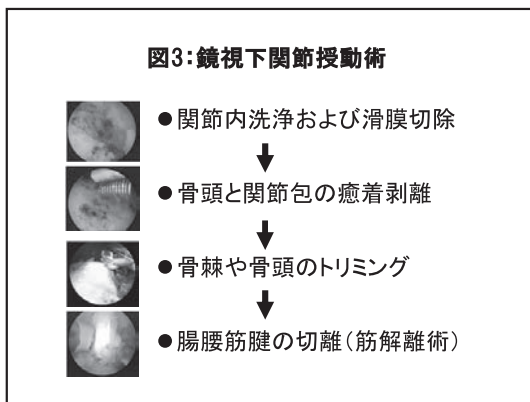 図3:鏡視下関節授動術
●関節内洗浄および滑膜切除
●骨頭と関節包の癒着剥離
●骨棘や骨頭のトリミング
●腸腰筋腱の切離(筋解離術)